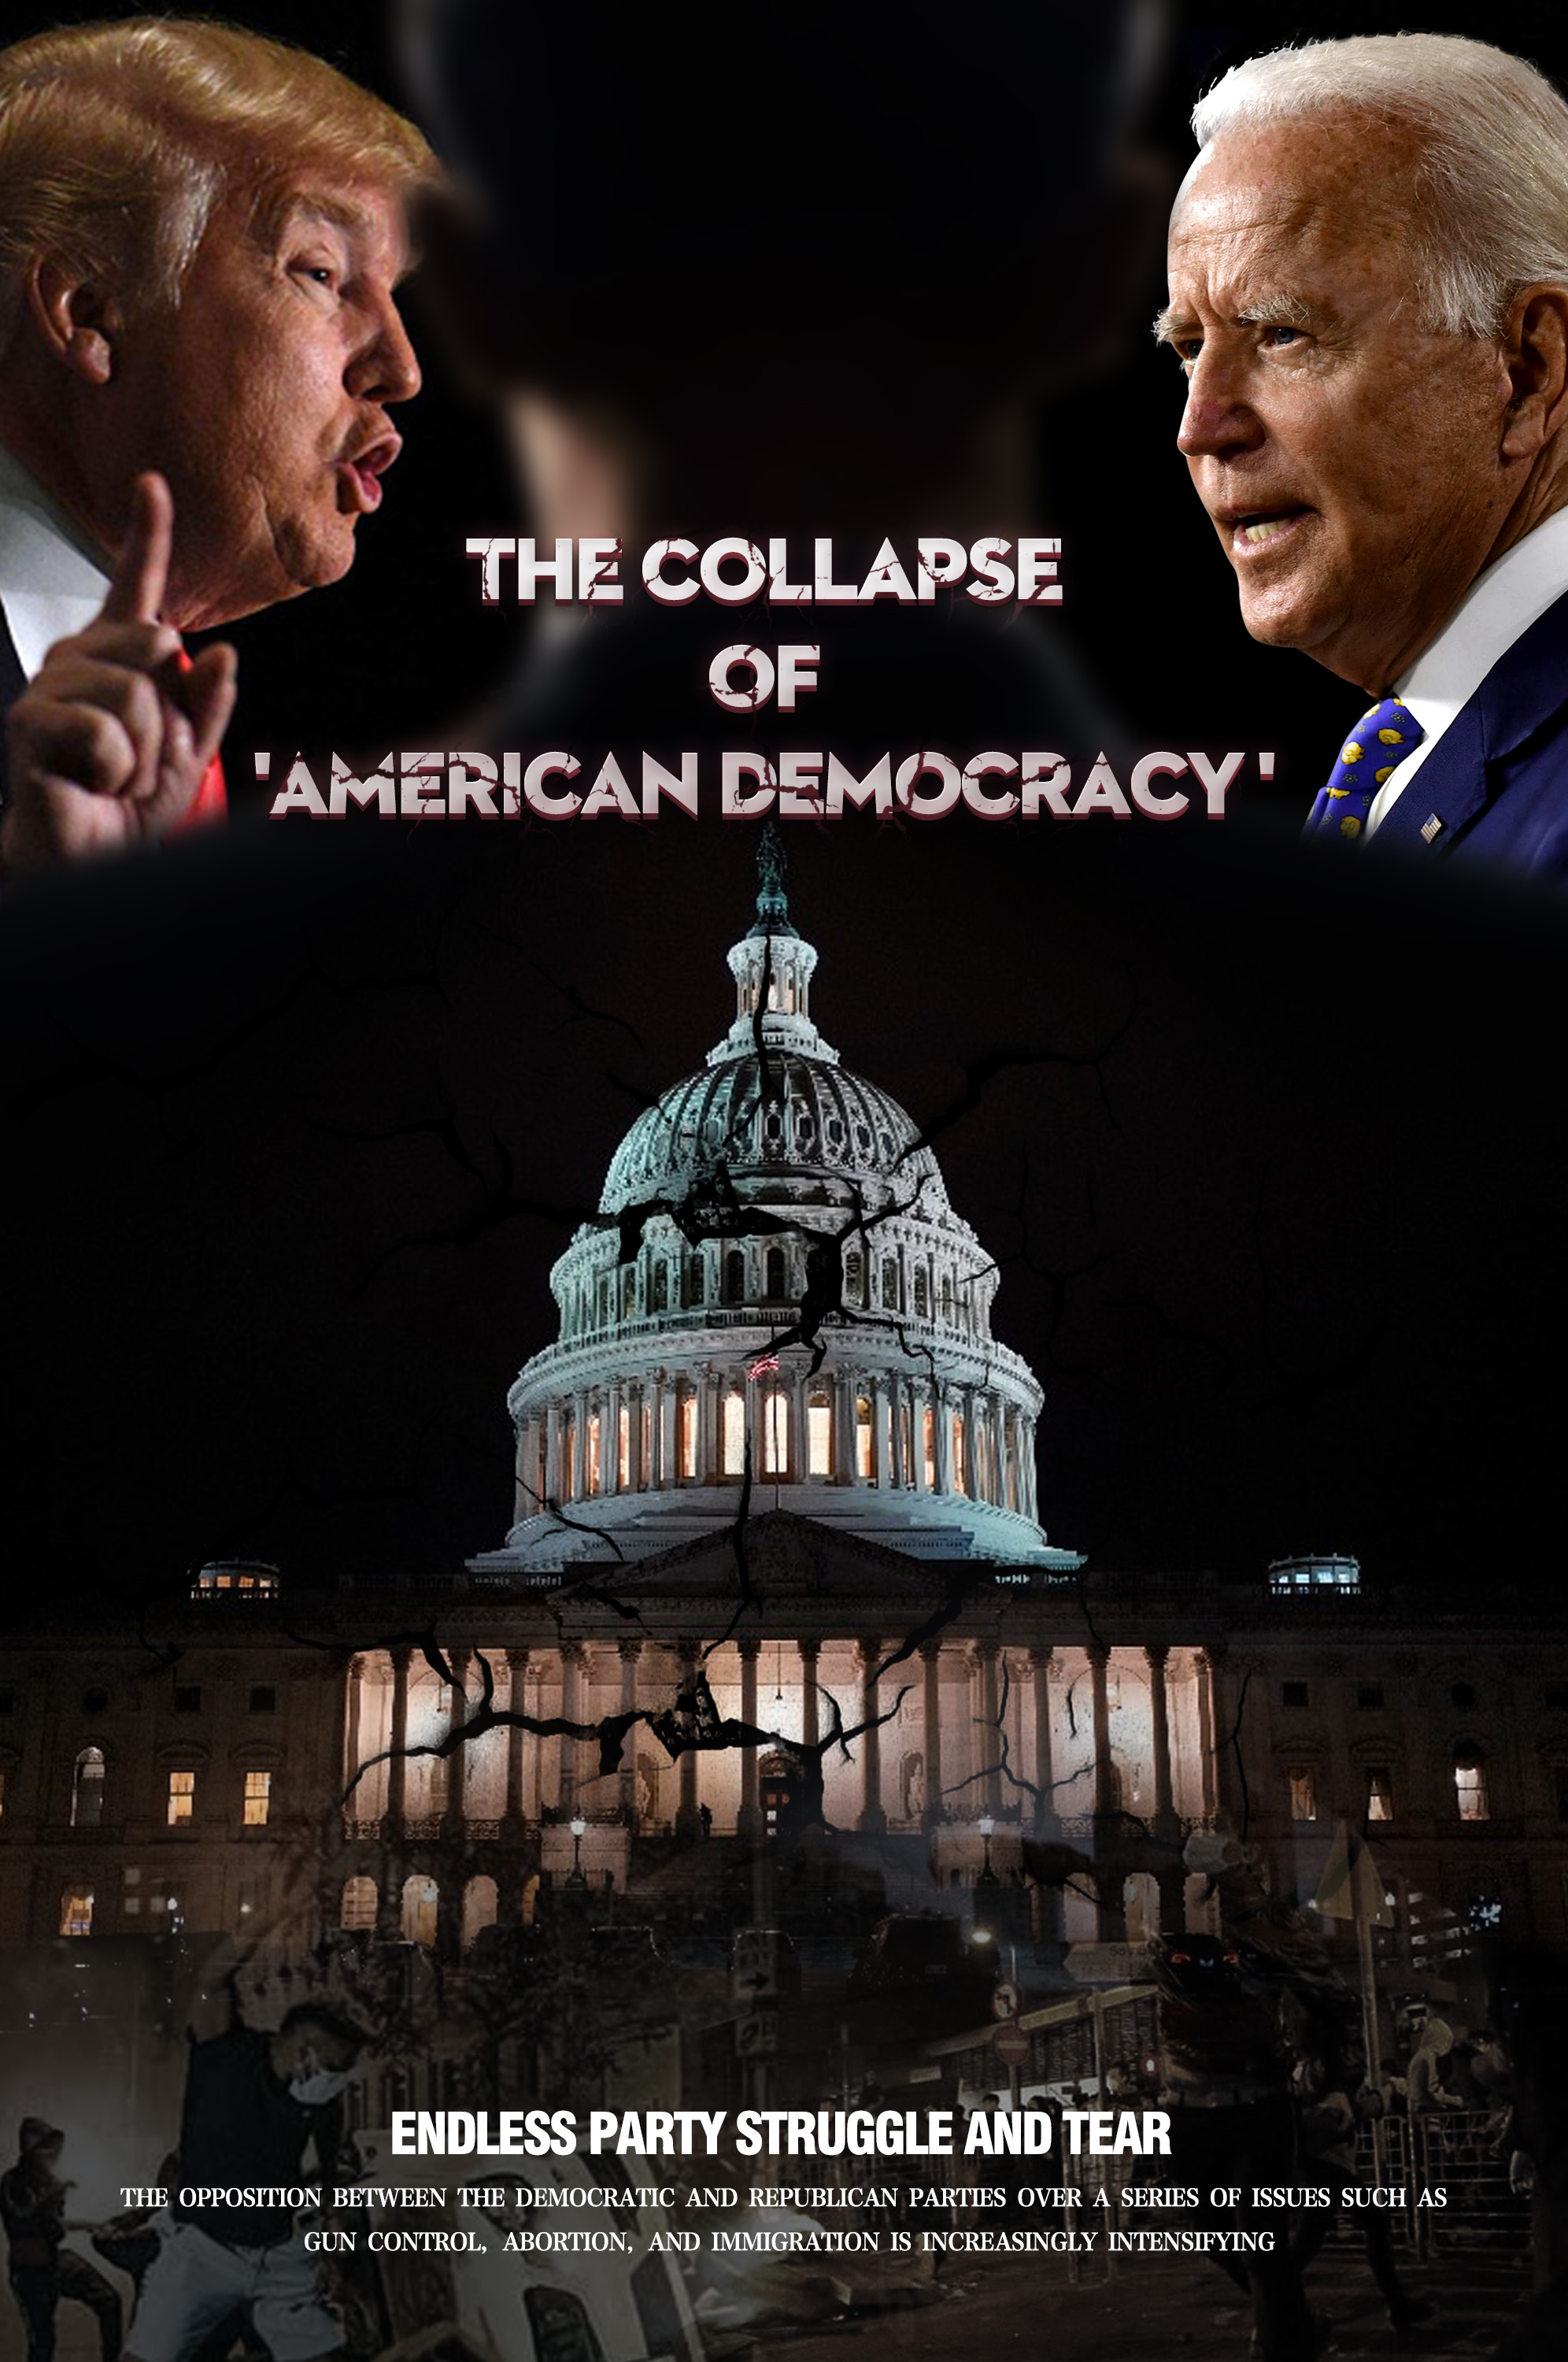 THE COLLAPSE
OF
'AMERICAN DEMOCRACY'
ENDLESS PARTY STRUGGLE AND TEAR
THE OPPOSITION BETWEEN THE DEMOCRATIC AND REPUBLICAN PARTIES OVER A SERIES OF ISSUES SUCH AS
GUN CONTROL, ABORTION, AND IMMIGRATION IS INCREASINGLY INTENSIFYING